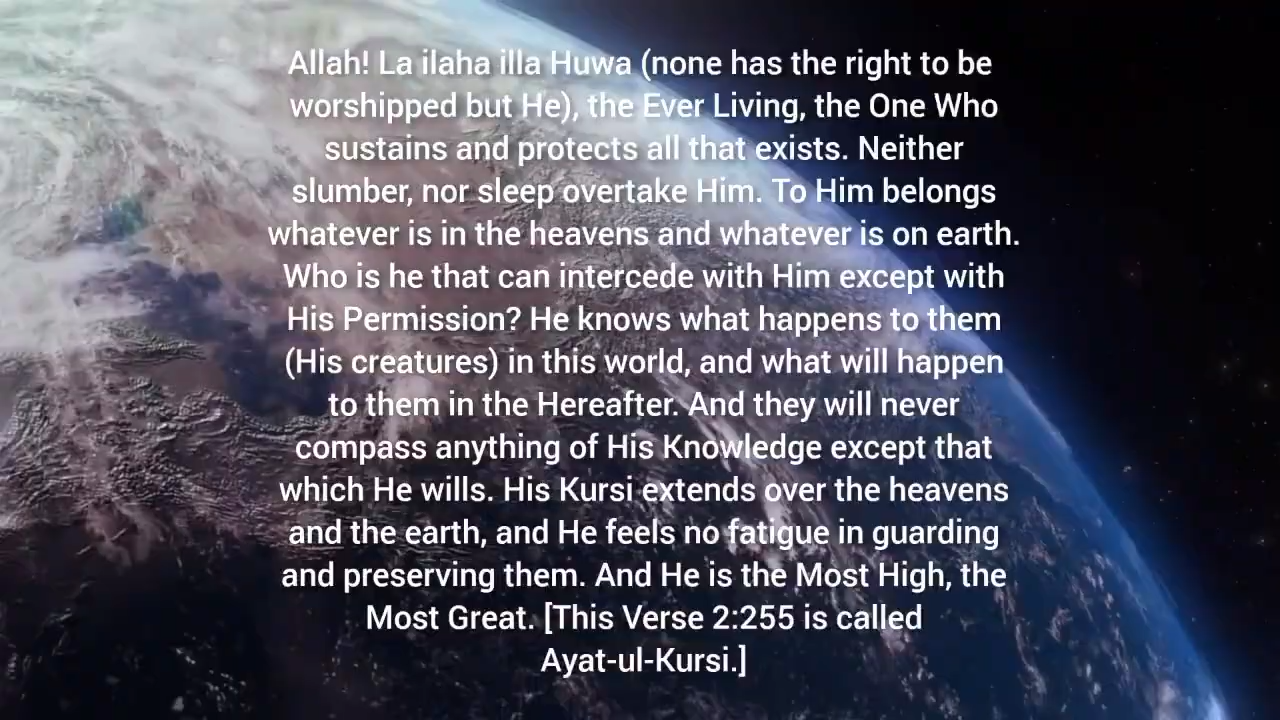 Allah! La ilaha illa Huwa (none has the right to be
worshipped but He), the Ever Living, the One Who
sustains and protects all that exists. Neither
slumber, nor sleep overtake Him. To Him belongs
whatever is in the heavens and whatever is on earth.
Who is he that can intercede with Him except with
His Permission? He knows what happens to them
(His creatures) in this world, and what will happen
to them in the Hereafter. And they will never
compass anything of His Knowledge except that
which He wills. His Kursi extends over the heavens
and the earth, and He feels no fatigue in guarding
and preserving them. And He is the Most High, the
Most Great. [This Verse 2:255 is called
Ayat-ul-Kursi.]